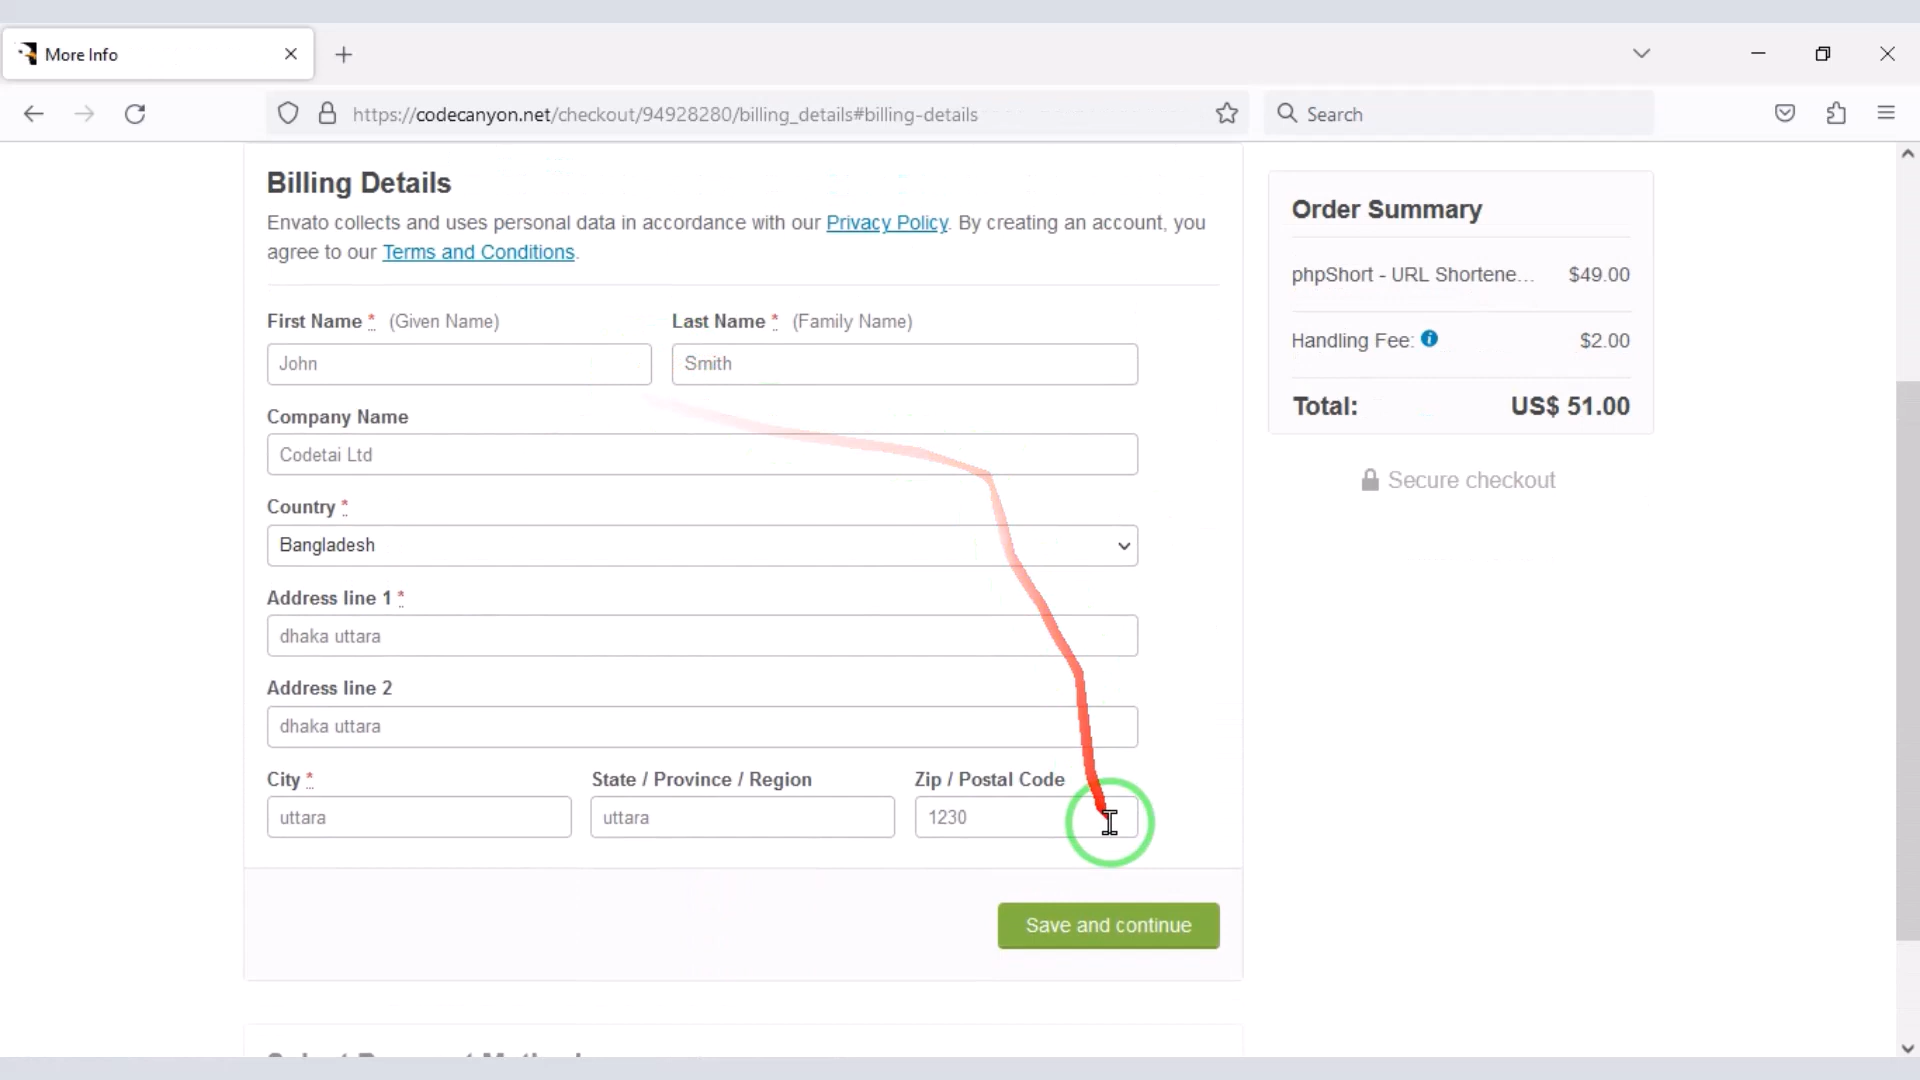 More Info
https://codecanyon.net/checkout/94928280/billing_details#billing-details
Search
Billing Details
Envato collects and uses personal data in accordance with our Privacy Policy. By creating an account, you
agree to our Terms and Conditions.
First Name * (Given Name)
Last Name * (Family Name)
John
Smith
Company Name
Codetai Ltd
Country *
Bangladesh
Address line 1 *
dhaka uttara
Address line 2
dhaka uttara
City *
State / Province / Region
Zip / Postal Code
uttara
uttara
1230
Save and continue
Order Summary
phpShort - URL Shortene... $49.00
Handling Fee: $2.00
Total: US$ 51.00
Secure checkout